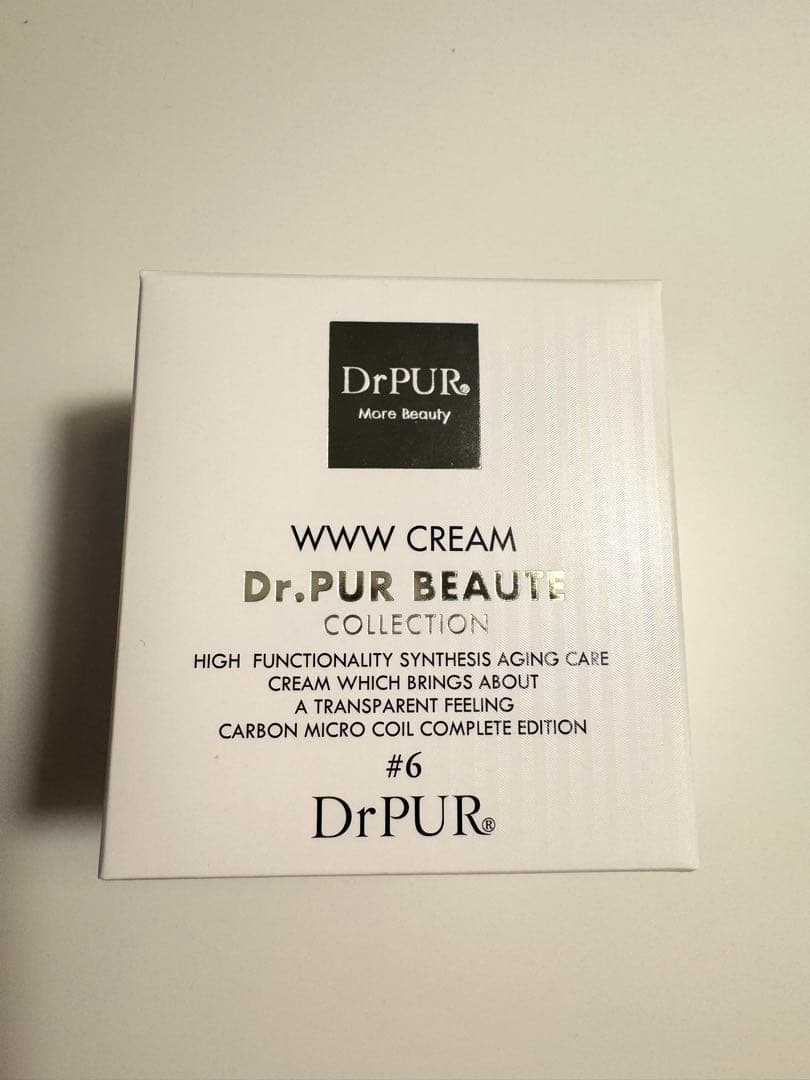 DrPUR®
More Beauty
WWW CREAM
Dr.PUR BEAUTE
COLLECTION
HIGH FUNCTIONALITY SYNTHESIS AGING CARE
CREAM WHICH BRINGS ABOUT
A TRANSPARENT FEELING
CARBON MICRO COIL COMPLETE EDITION
#6
DrPUR®